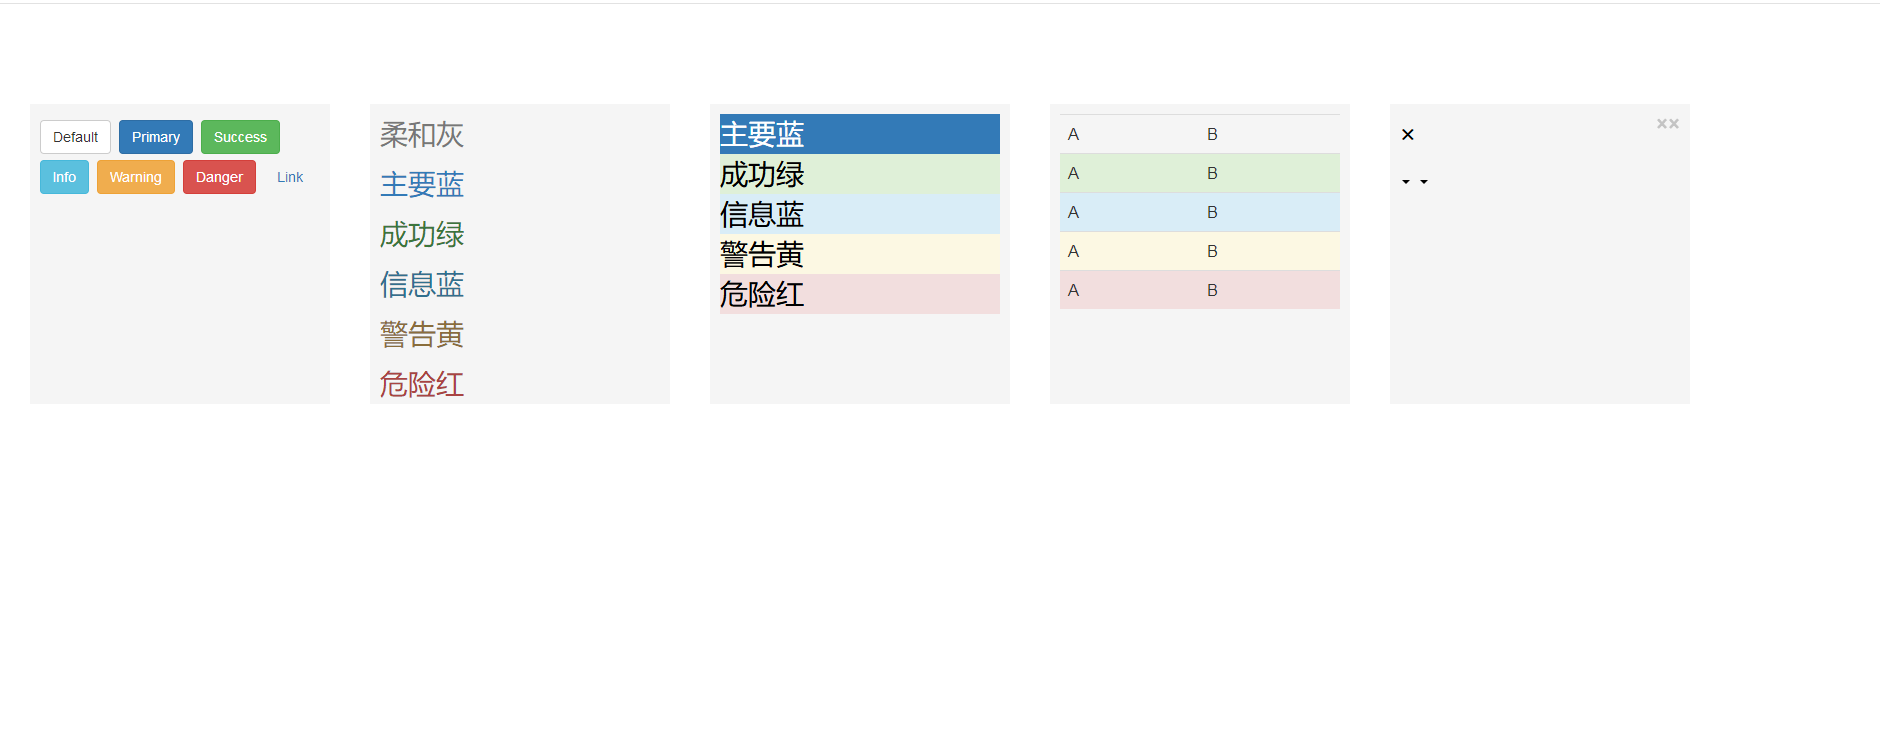 Default Primary Success
Info Warning Danger Link
柔和灰
主要蓝
成功绿
信息蓝
警告黄
危险红
主要蓝
成功绿
信息蓝
警告黄
危险红
A B
A B
A B
A B
A B
××
×